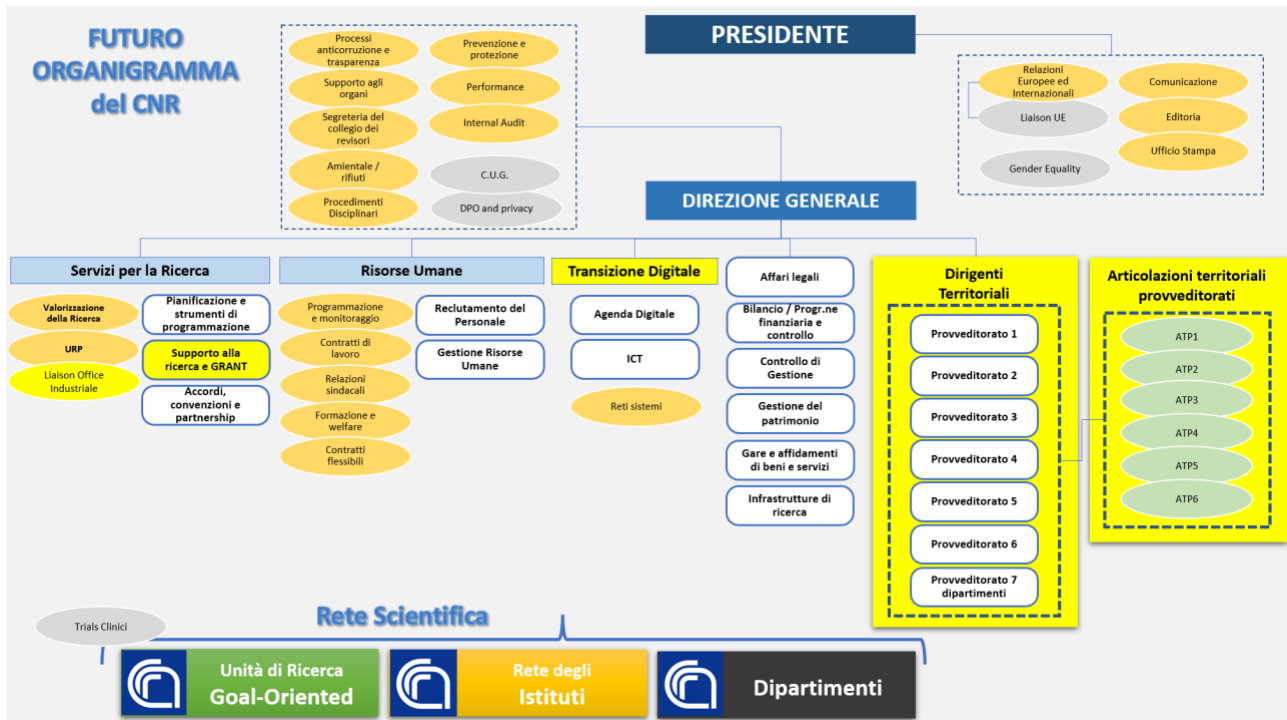 FUTURO
ORGANIGRAMMA
del CNR
Processi
anticorruzione e
trasparenza
Supporto agli
organi
Segreteria del
collegio dei
revisori
Amientale /
rifiuti
Procedimenti
Disciplinari
Prevenzione e
protezione
Performance
Internal Audit
C.U.G.
DPO and privacy
PRESIDENTE
Relazioni
Europee ed
Internazionali
Liaison UE
Gender Equality
Comunicazione
Editoria
Ufficio Stampa
DIREZIONE GENERALE
Servizi per la Ricerca
Valorizzazione
della Ricerca
URP
Liaison Office
Industriale
Pianificazione e
strumenti di
programmazione
Supporto alla
ricerca e GRANT
Accordi,
convenzioni e
partnership
Risorse Umane
Programmazione
e monitoraggio
Contratti di
lavoro
Relazioni
sindacali
Formazione e
welfare
Contratti
flessibili
Reclutamento del
Personale
Gestione Risorse
Umane
Transizione Digitale
Agenda Digitale
ICT
Reti sistemi
Affari legali
Bilancio / Progr.ne
finanziaria e
controllo
Controllo di
Gestione
Gestione del
patrimonio
Gare e affidamenti
di beni e servizi
Infrastrutture di
ricerca
Dirigenti
Territoriali
Provveditorato 1
Provveditorato 2
Provveditorato 3
Provveditorato 4
Provveditorato 5
Provveditorato 6
Provveditorato 7
dipartimenti
Articolazioni territoriali
provveditorati
ATP1
ATP2
ATP3
ATP4
ATP5
ATP6
Trials Clinici
Rete Scientifica
Unità di Ricerca
Goal-Oriented
Rete degli
Istituti
Dipartimenti